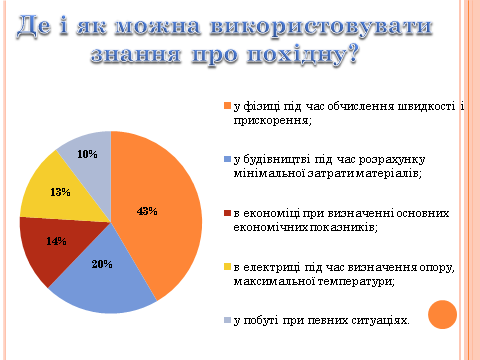 Де і як можна використовувати
знання про похідну?
у фізиці під час обчислення швидкості і
прискорення;
у будівництві під час розрахунку
мінімальної затрати матеріалів;
в економіці при визначенні основних
економічних показників;
в електриці під час визначення опору,
максимальної температури;
у побуті при певних ситуаціях.
10%
13%
43%
14%
20%